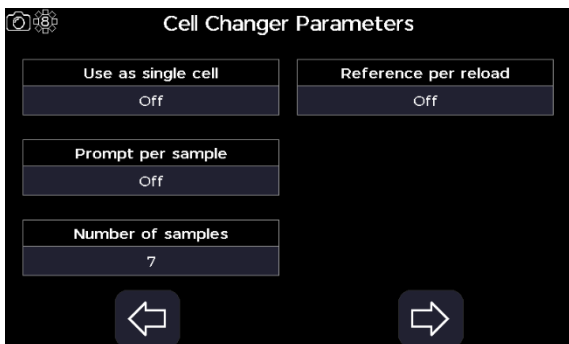 8
Cell Changer Parameters
Use as single cell
Off
Reference per reload
Off
Prompt per sample
Off
Number of samples
7